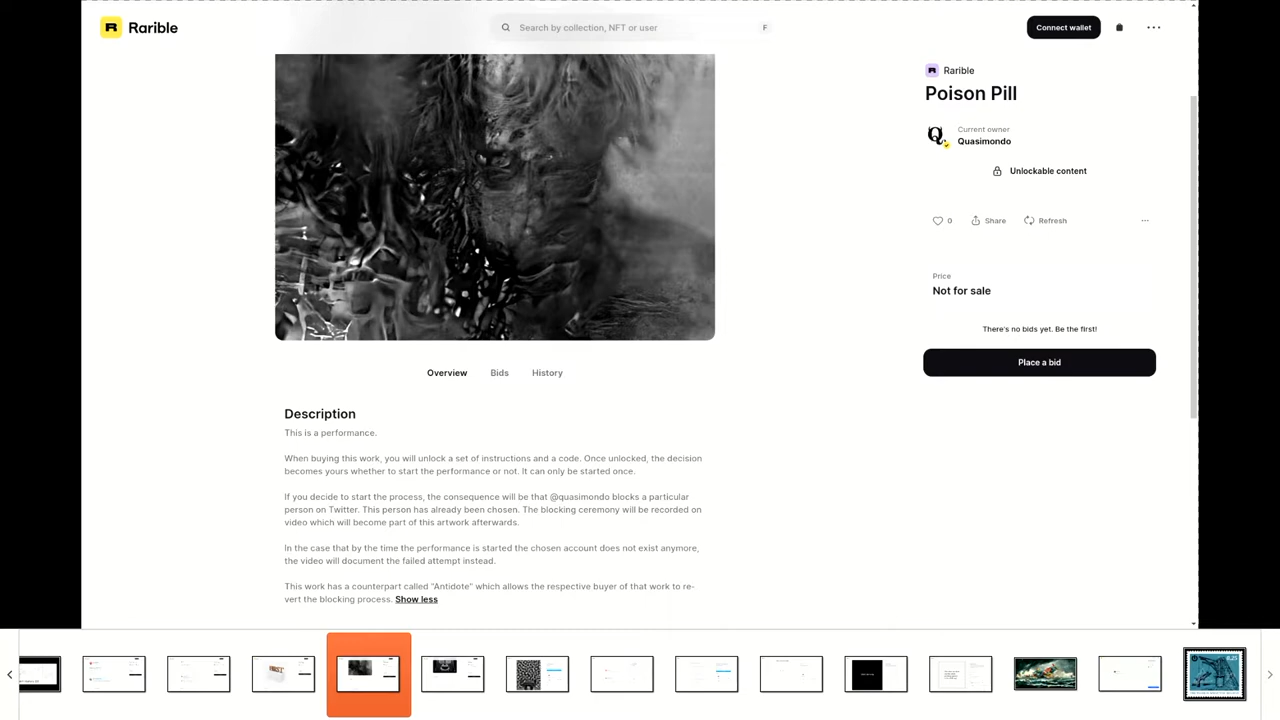 Rarible
Search by collection, NFT or user
F
Connect wallet
Rarible
Poison Pill
Current owner
Quasimondo
Unlockable content
0
Share
Refresh
Price
Not for sale
There's no bids yet. Be the first!
Place a bid
Overview
Bids
History
Description
This is a performance.
When buying this work, you will unlock a set of instructions and a code. Once unlocked, the decision
becomes yours whether to start the performance or not. It can only be started once.
If you decide to start the process, the consequence will be that @quasimondo blocks a particular
person on Twitter. This person has already been chosen. The blocking ceremony will be recorded on
video which will become part of this artwork afterwards.
In the case that by the time the performance is started the chosen account does not exist anymore,
the video will document the failed attempt instead.
This work has a counterpart called "Antidote" which allows the respective buyer of that work to re-
vert the blocking process. Show less